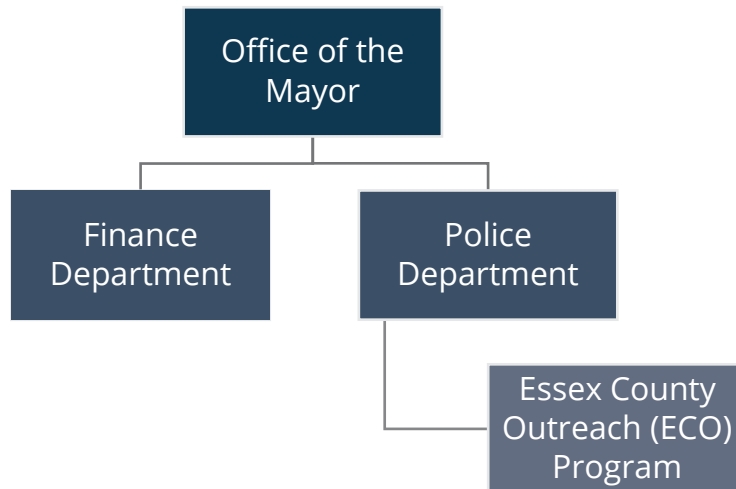 Office of the
Mayor
Finance
Department
Police
Department
Essex County
Outreach (ECO)
Program